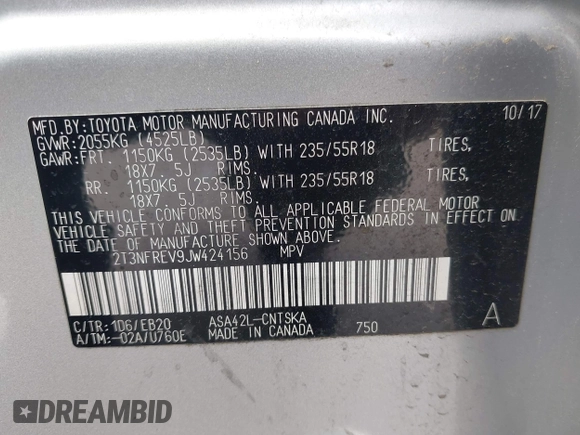 MFD.BY:TOYOTA MOTOR MANUFACTURING CANADA INC. 10/17
GVWR:2055KG (4525LB)
GAWR:FRT. 1150KG (2535LB) WITH 235/55R18 TIRES,
18X7.5J RIMS.
RR. 1150KG (2535LB) WITH 235/55R18 TIRES,
18X7.5J RIMS.
THIS VEHICLE CONFORMS TO ALL APPLICABLE FEDERAL MOTOR
VEHICLE SAFETY AND THEFT PREVENTION STANDARDS IN EFFECT
ON THE DATE OF MANUFACTURE SHOWN ABOVE.
2T3NFREV9JW424156 MPV
C/TR:1D6/EB20 ASA42L-CNTSKA A
A/TM:-02A/U760E MADE IN CANADA 750
DREAMBID